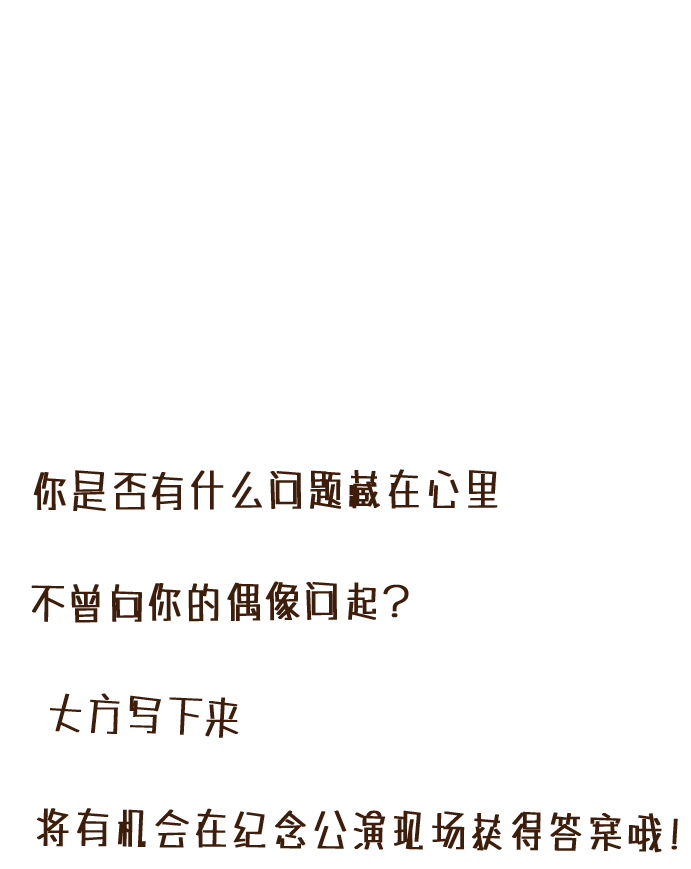 你是否有什么问题藏在心里
不曾向你的偶像问起?
大方写下来
将有机会在纪念公演现场获得答案哦!